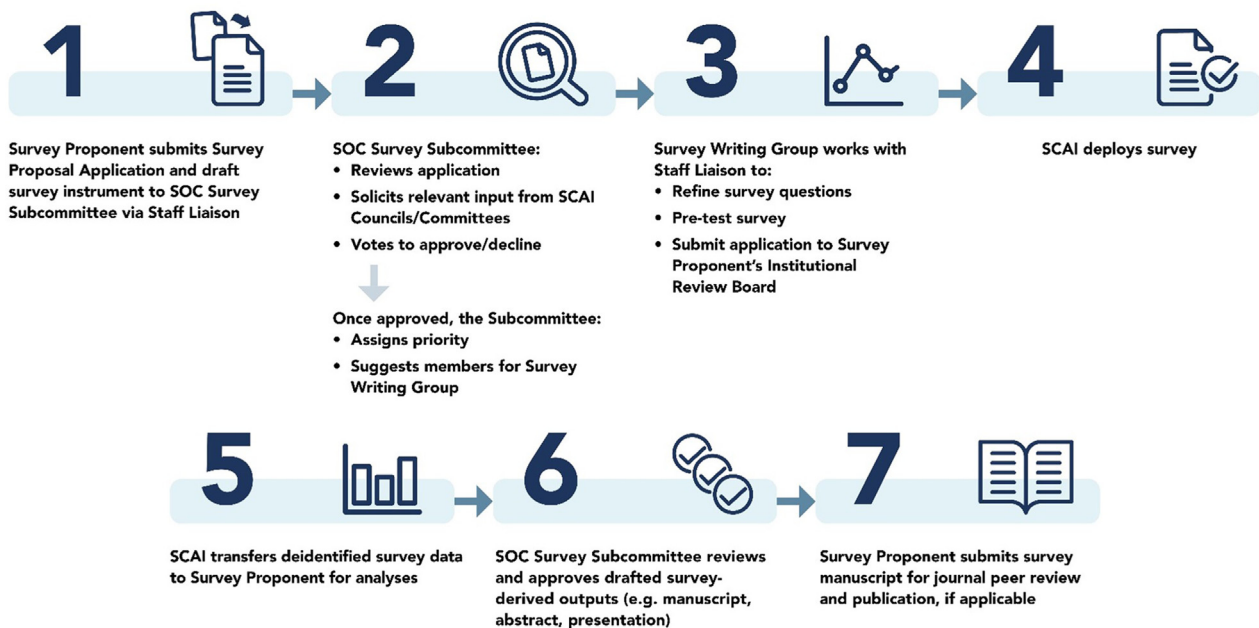 1
Survey Proponent submits Survey
Proposal Application and draft
survey instrument to SOC Survey
Subcommittee via Staff Liaison
2
SOC Survey Subcommittee:
• Reviews application
• Solicits relevant input from SCAI
Councils/Committees
• Votes to approve/decline
Once approved, the Subcommittee:
• Assigns priority
• Suggests members for Survey
Writing Group
3
Survey Writing Group works with
Staff Liaison to:
• Refine survey questions
• Pre-test survey
• Submit application to Survey
Proponent's Institutional
Review Board
4
SCAI deploys survey
5
SCAI transfers deidentified survey data
to Survey Proponent for analyses
6
SOC Survey Subcommittee reviews
and approves drafted survey-
derived outputs (e.g. manuscript,
abstract, presentation)
7
Survey Proponent submits survey
manuscript for journal peer review
and publication, if applicable